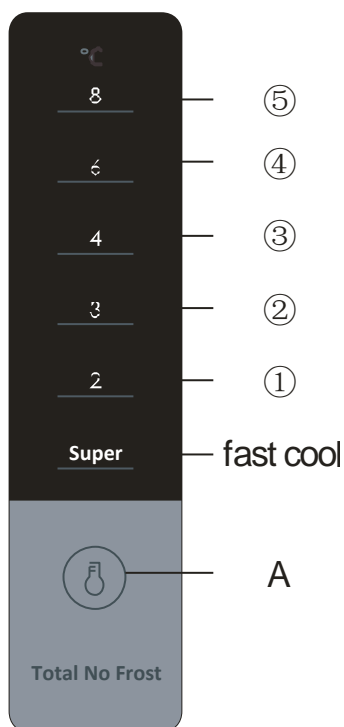 °C
8 ⑤
6 ④
4 ③
3 ②
2 ①
Super fast cool
A
Total No Frost